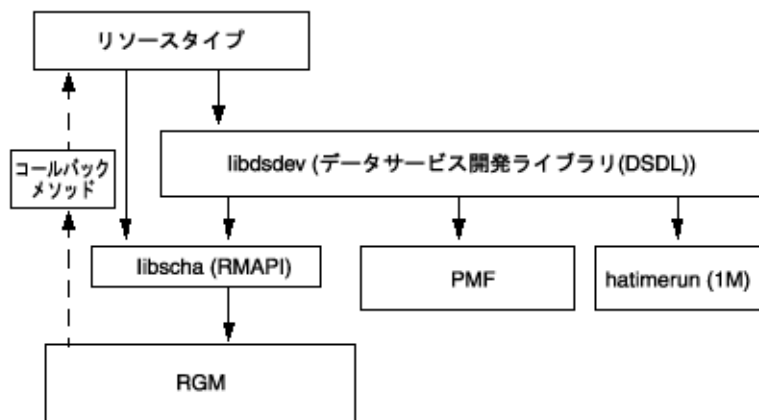 リソースタイプ
libdsdev (データサービス開発ライブラリ(DSDL))
コールバック
メソッド
libscha (RMAPI)
PMF
hatimerun (1M)
RGM